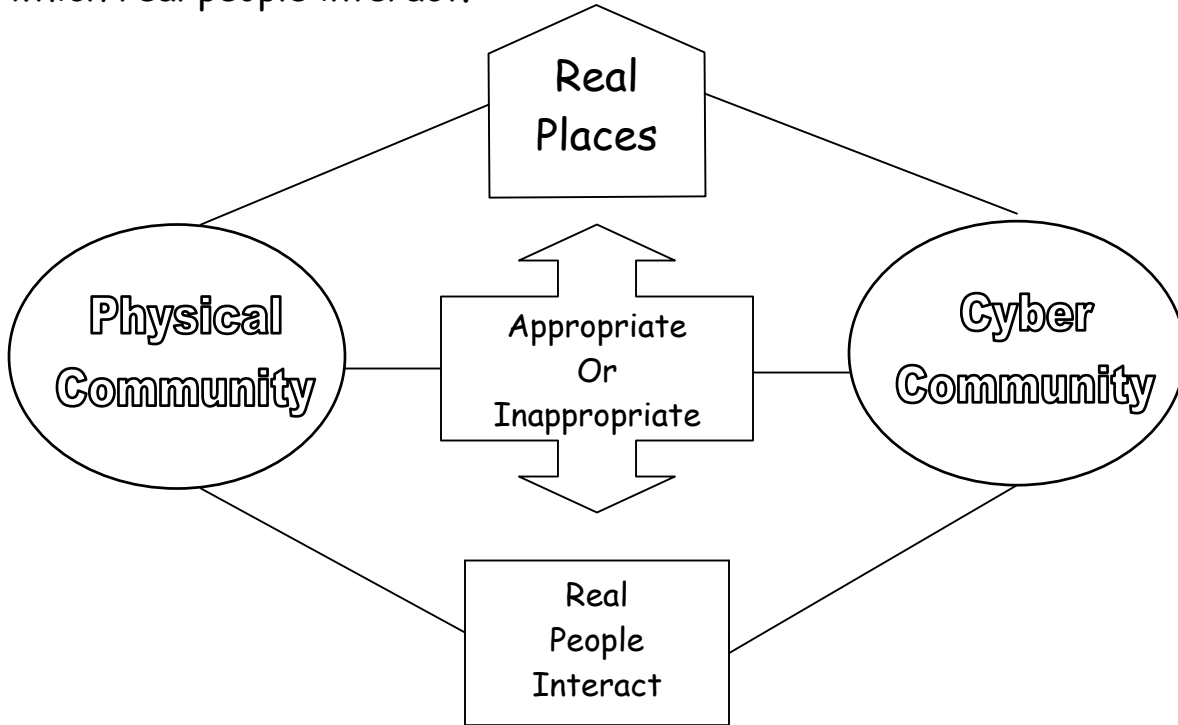 which real people interact.
Real
Places
Physical
Community
Appropriate
Or
Inappropriate
Cyber
Community
Real
People
Interact